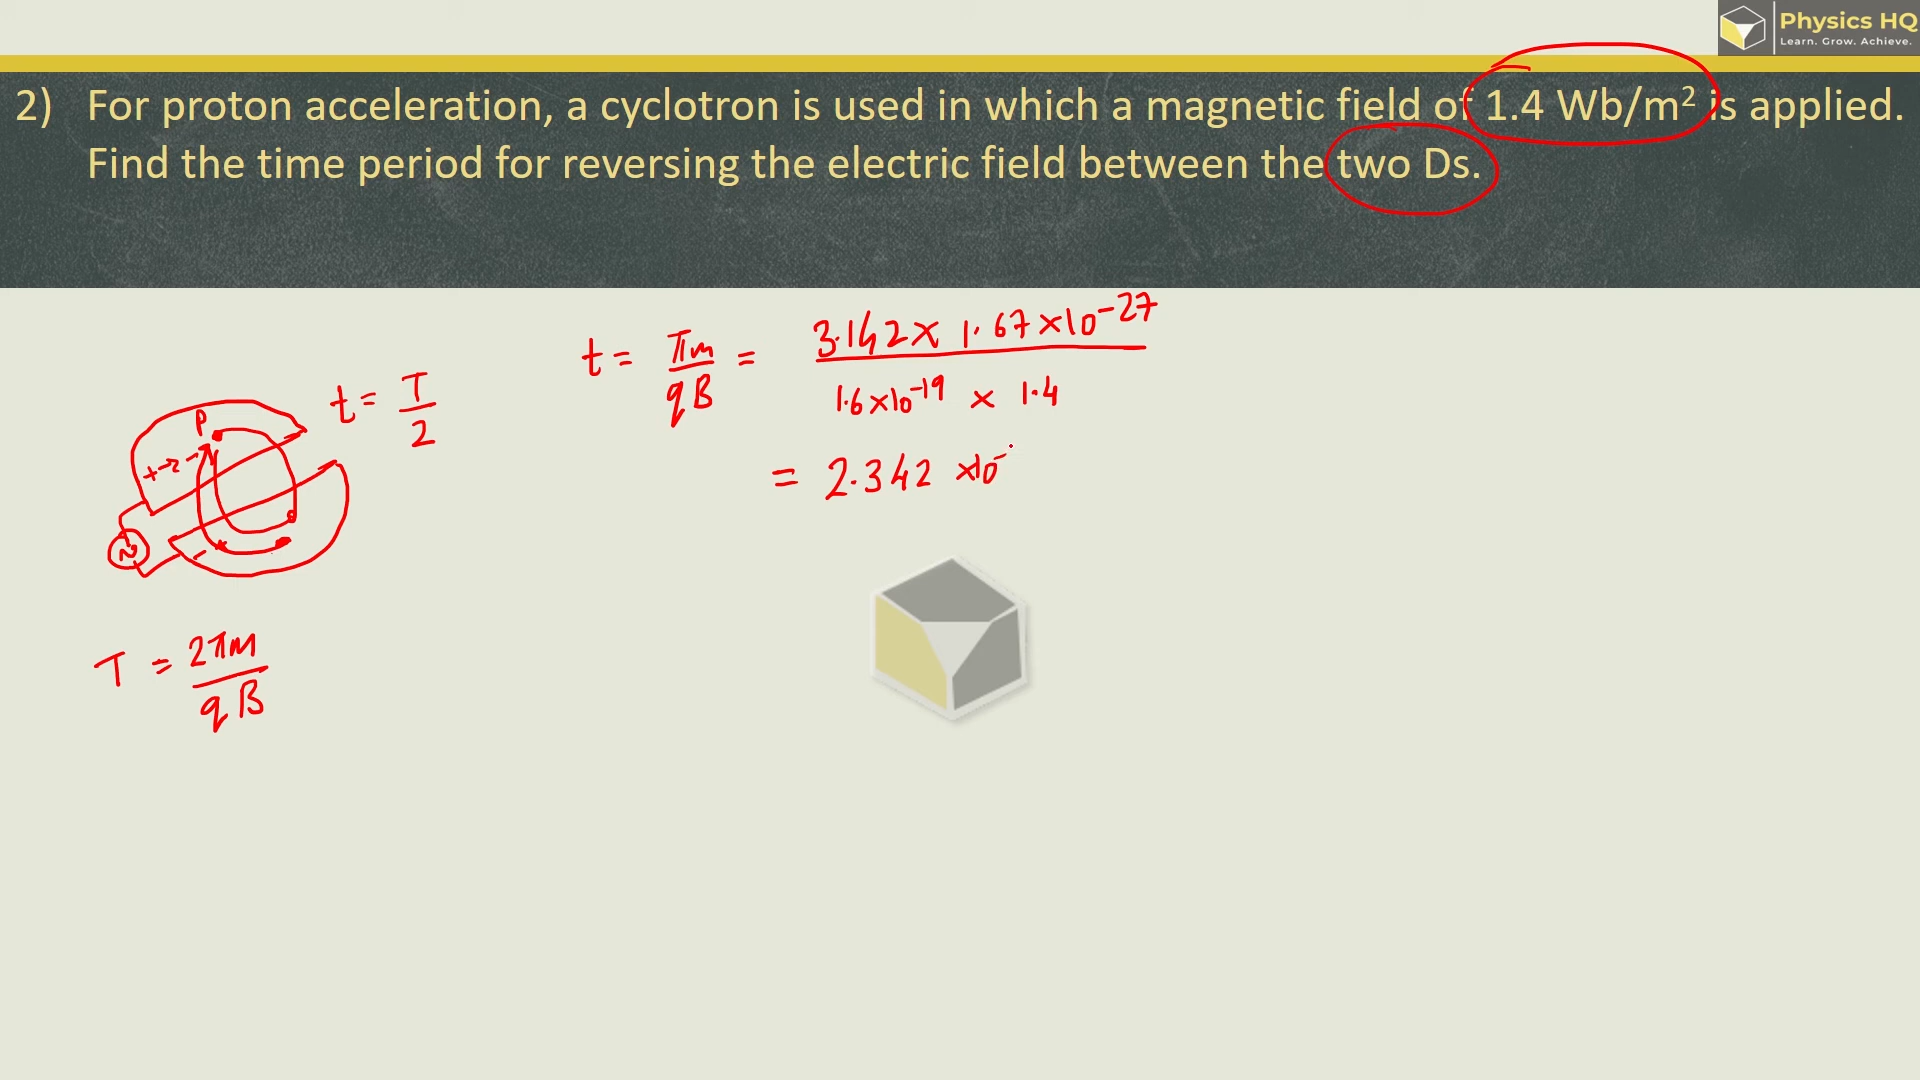 Physics HQ
Learn. Grow. Achieve.
2) For proton acceleration, a cyclotron is used in which a magnetic field of 1.4 Wb/m² is applied.
Find the time period for reversing the electric field between the two Ds.
t = πm/qB = 3.142 × 1.67 × 10⁻²⁷ / 1.6 × 10⁻¹⁹ × 1.4
t = T/2
= 2.342 × 10⁻
P
+ → -
~
- +
T = 2πm/qB